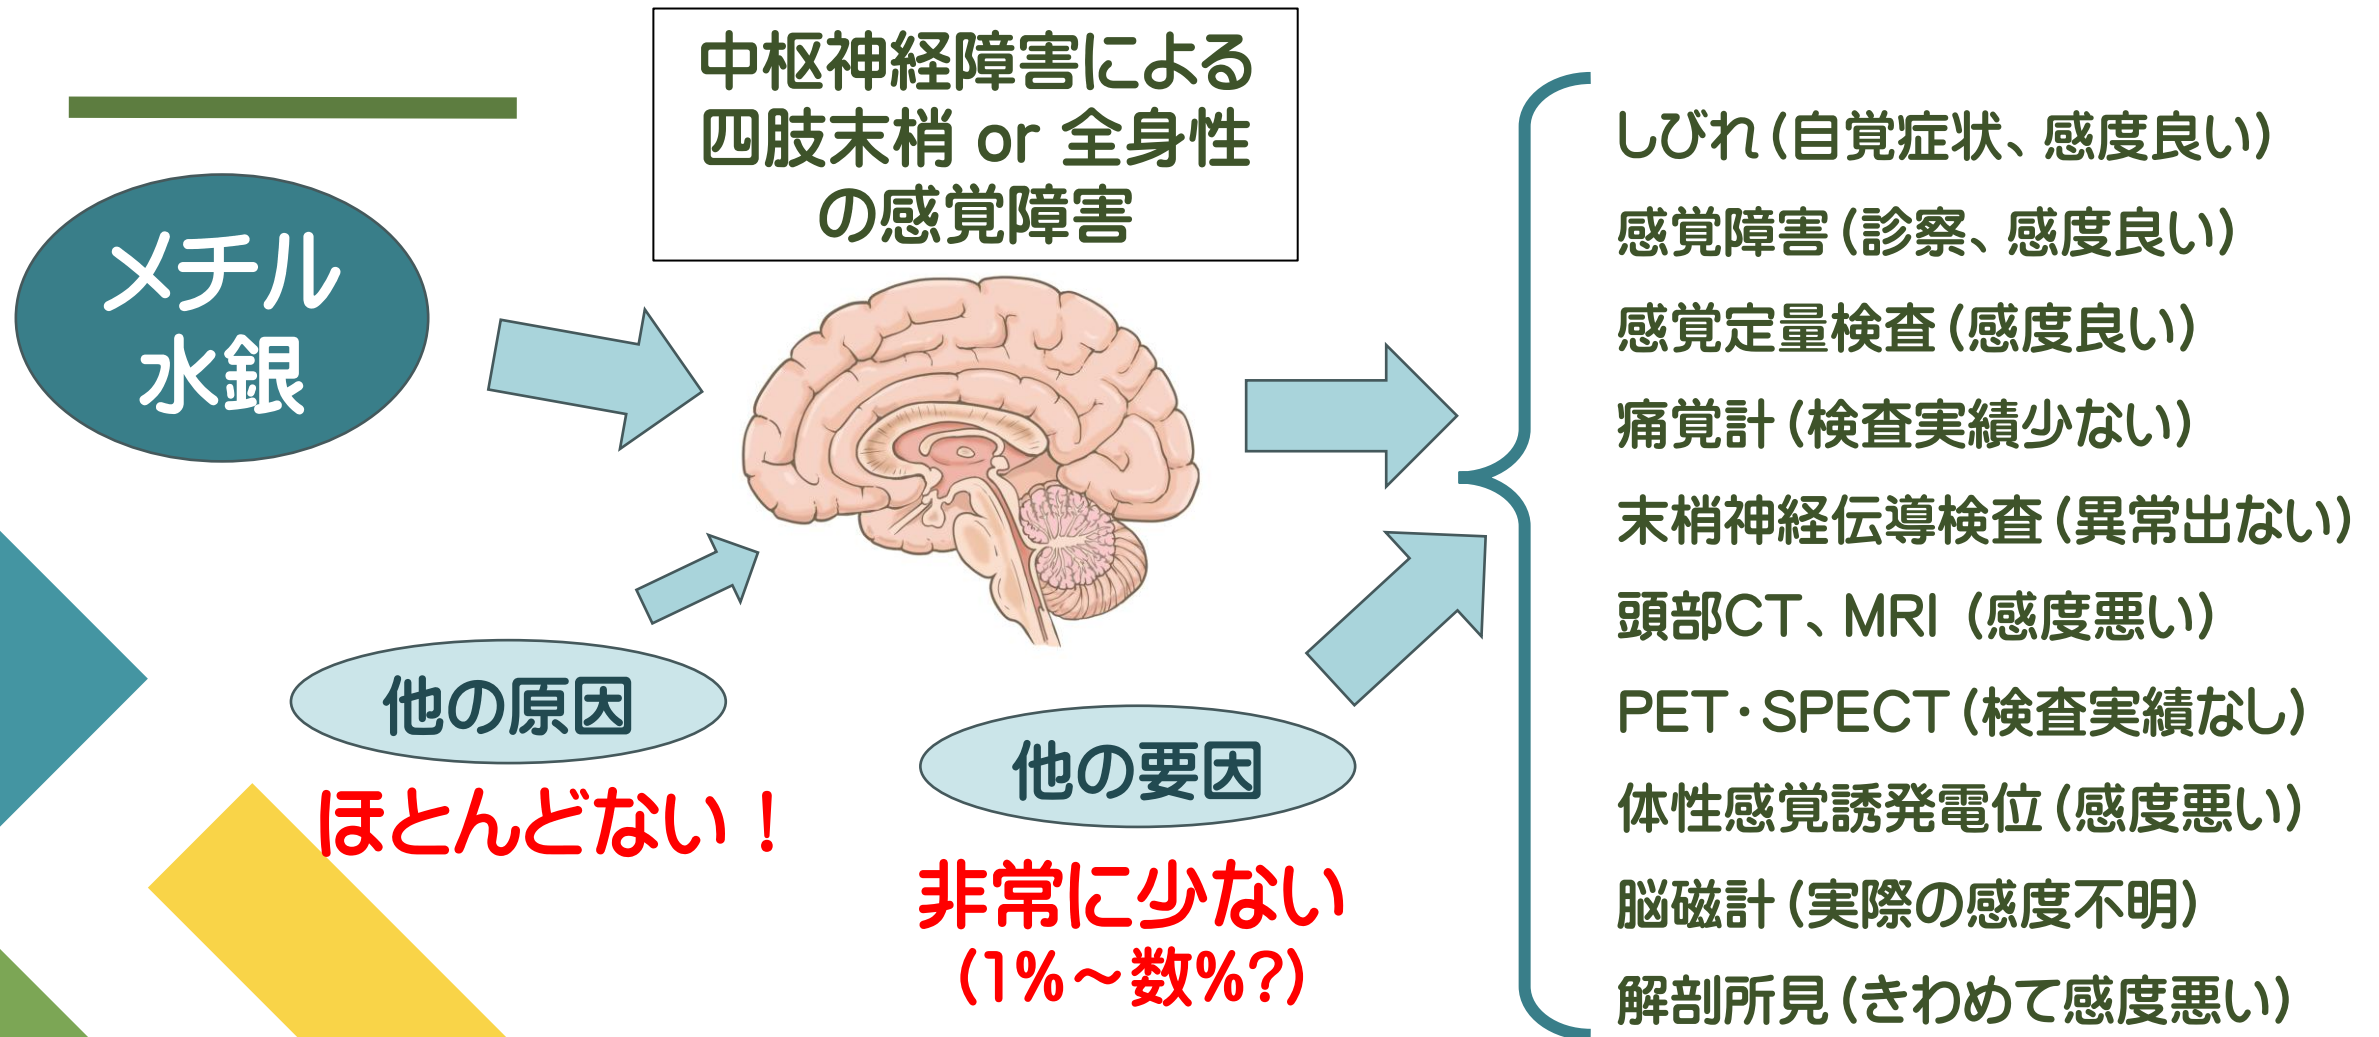 中枢神経障害による
四肢末梢 or 全身性
の感覚障害
メチル
水銀
他の原因
ほとんどない！
他の要因
非常に少ない
(1%～数%?)
しびれ(自覚症状、感度良い)
感覚障害(診察、感度良い)
感覚定量検査(感度良い)
痛覚計(検査実績少ない)
末梢神経伝導検査(異常出ない)
頭部CT、MRI (感度悪い)
PET・SPECT(検査実績なし)
体性感覚誘発電位(感度悪い)
脳磁計(実際の感度不明)
解剖所見(きわめて感度悪い)